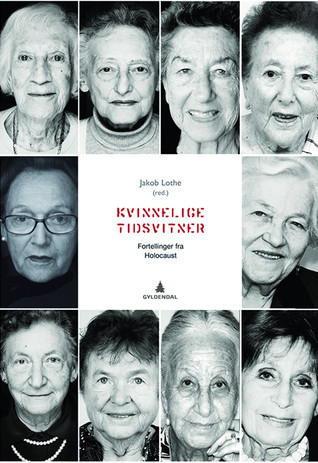 Jakob Lothe
(red.)
KVINNELIGE
TIDSVITNER
Fortellinger fra
Holocaust
GYLDENDAL